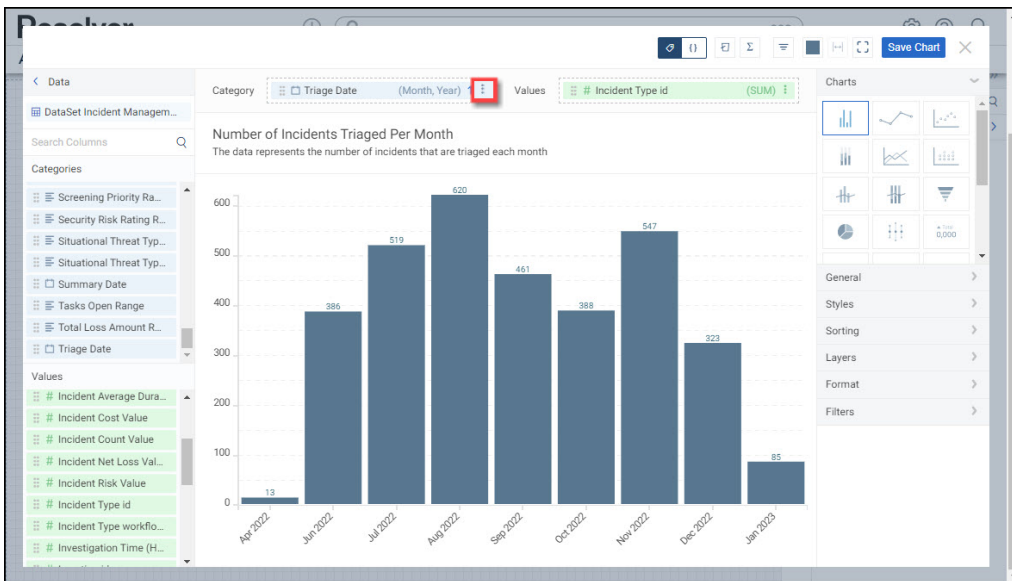 Resolver
Save Chart
Data
DataSet Incident Managem...
Search Columns
Categories
Screening Priority Ra...
Security Risk Rating R...
Situational Threat Typ...
Situational Threat Typ...
Summary Date
Tasks Open Range
Total Loss Amount R...
Triage Date
Values
# Incident Average Dura...
# Incident Cost Value
# Incident Count Value
# Incident Net Loss Val...
# Incident Risk Value
# Incident Type id
# Incident Type workflo...
# Investigation Time (H...
Category Triage Date (Month, Year) Values # Incident Type id (SUM)
Number of Incidents Triaged Per Month
The data represents the number of incidents that are triaged each month
600
500
400
300
200
100
0
13
386
519
620
461
388
547
323
85
Apr 2022
Jun 2022
Jul 2022
Aug 2022
Sep 2022
Oct 2022
Nov 2022
Dec 2022
Jan 2023
Charts
0,000
General
Styles
Sorting
Layers
Format
Filters